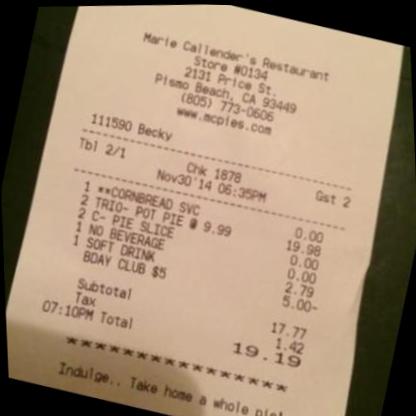 Marie Callender's Restaurant
Store #0134
2131 Price St.
Pismo Beach, CA 93449
(805) 773-0606
www.mcpies.com
111590 Becky
Tbl 2/1 Chk 1878 Gst 2
Nov30'14 06:35PM
1 **CORNBREAD SVC 0.00
2 TRIO- POT PIE @ 9.99 19.98
2 C- PIE SLICE 0.00
1 NO BEVERAGE 0.00
1 SOFT DRINK 2.79
BDAY CLUB $5 5.00-
Subtotal 17.77
Tax 1.42
07:10PM Total 19.19
******************
Indulge.. Take home a whole pie!